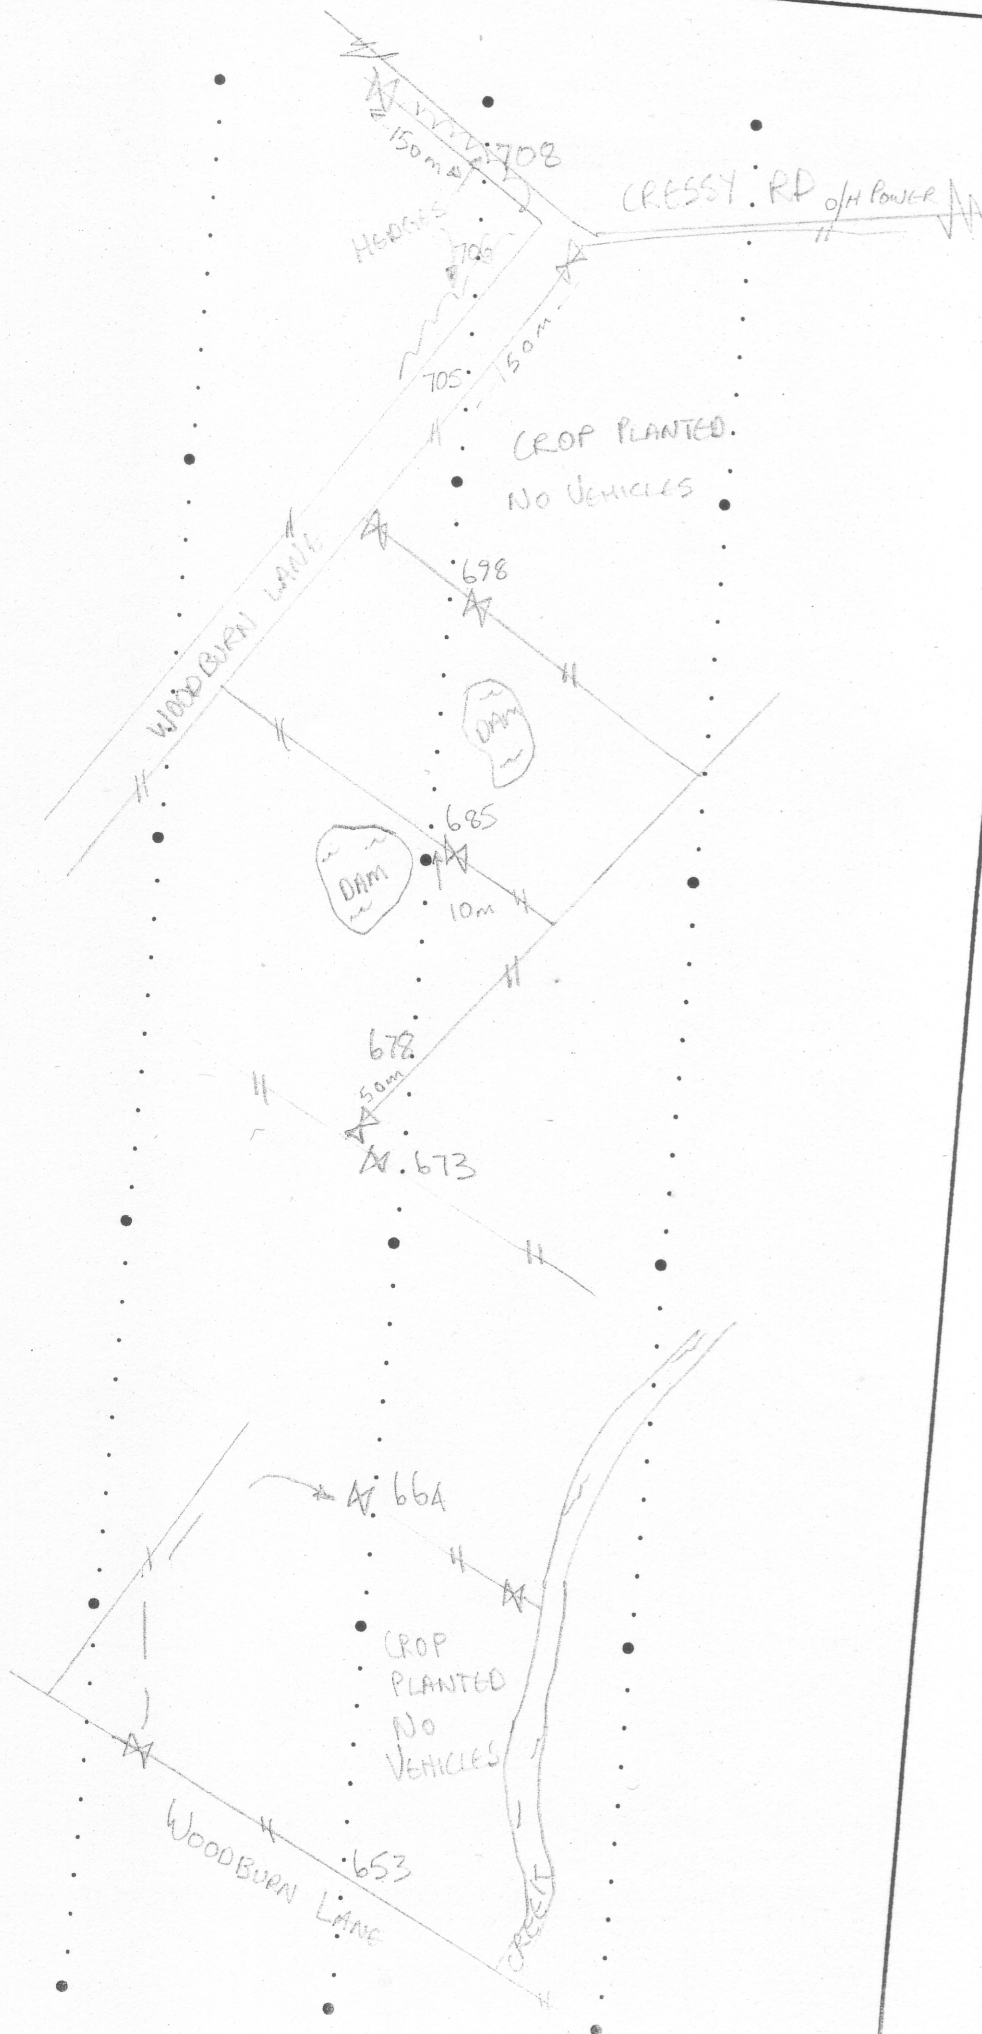 708
150m
CRESSY RD O/H POWER
HEDGES
706
705
150m
CROP PLANTED
NO VEHICLES
WOODBURN LANE
698
DAM
685
DAM
10m
678
50m
673
664
CROP
PLANTED
NO
VEHICLES
653
WOODBURN LANE
CREEK